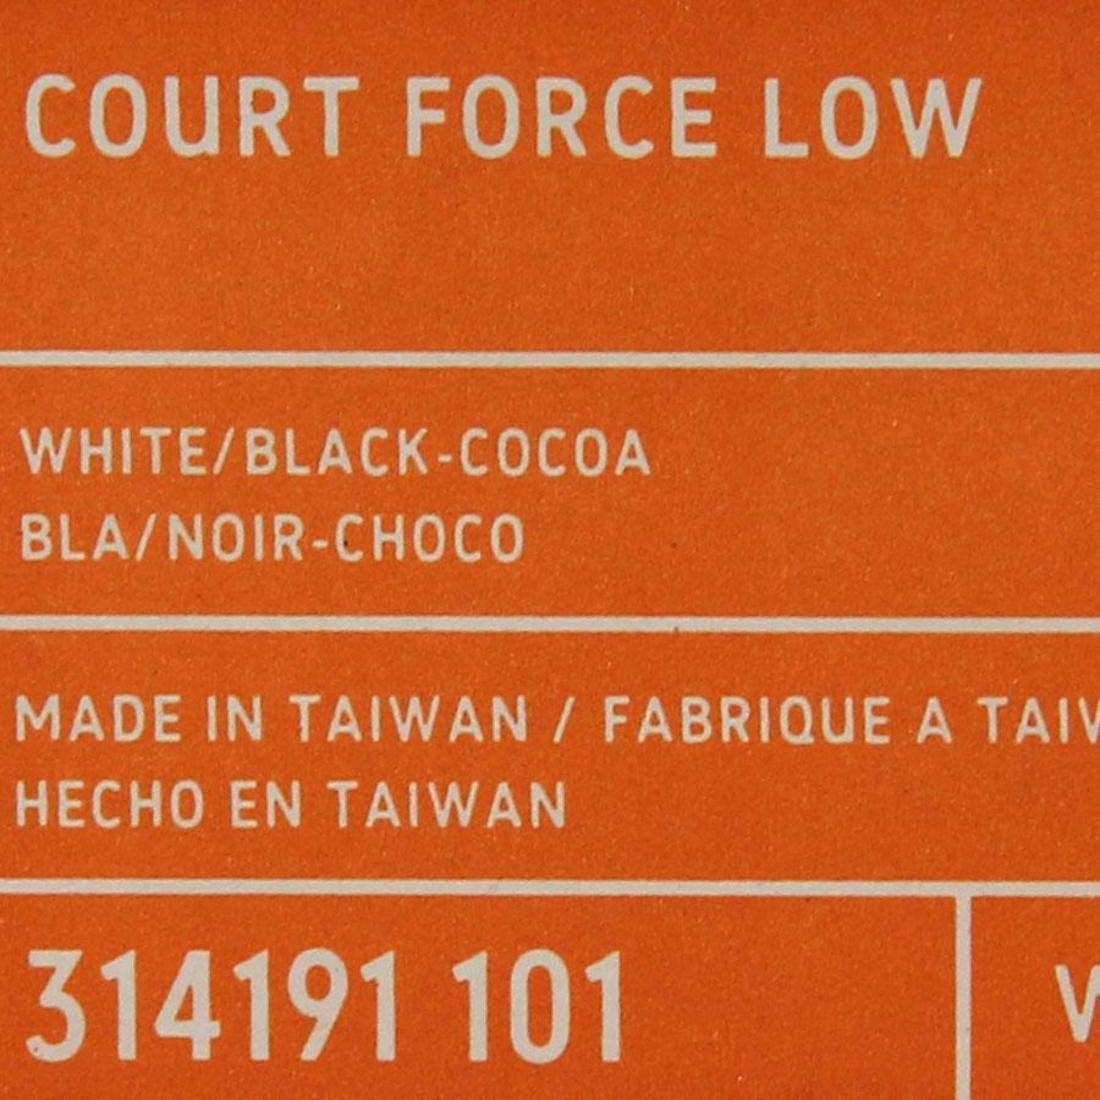 COURT FORCE LOW
WHITE/BLACK-COCOA
BLA/NOIR-CHOCO
MADE IN TAIWAN / FABRIQUE A
HECHO EN TAIWAN
314191 101